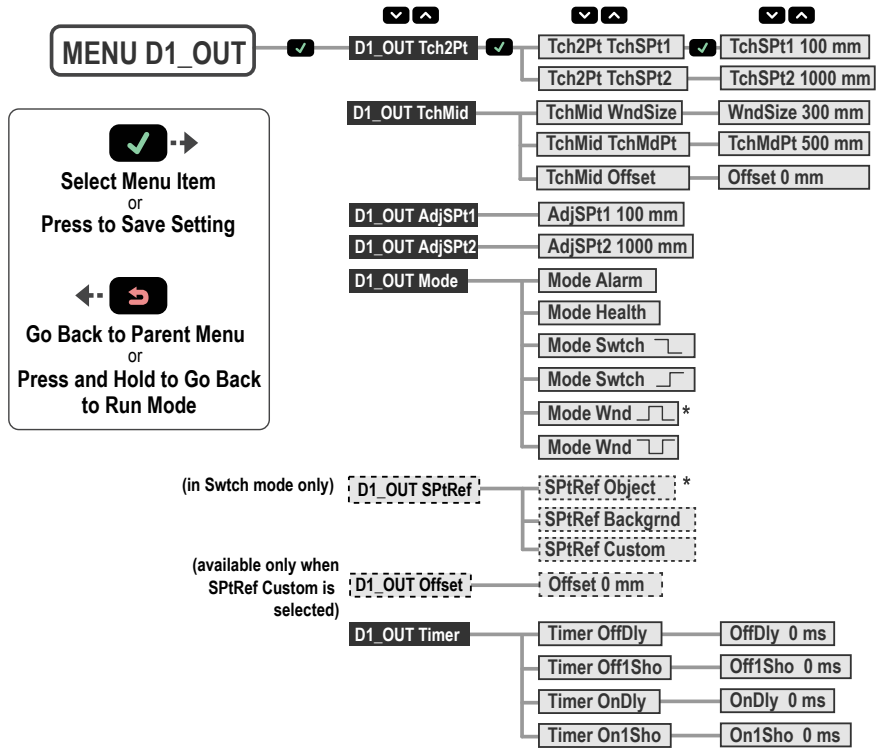 MENU D1_OUT
D1_OUT Tch2Pt
Tch2Pt TchSPt1
TchSPt1 100 mm
Tch2Pt TchSPt2
TchSPt2 1000 mm
D1_OUT TchMid
TchMid WndSize
WndSize 300 mm
TchMid TchMdPt
TchMdPt 500 mm
TchMid Offset
Offset 0 mm
Select Menu Item
or
Press to Save Setting
Go Back to Parent Menu
or
Press and Hold to Go Back
to Run Mode
D1_OUT AdjSPt1
AdjSPt1 100 mm
D1_OUT AdjSPt2
AdjSPt2 1000 mm
D1_OUT Mode
Mode Alarm
Mode Health
Mode Swtch
Mode Swtch
Mode Wnd *
Mode Wnd
(in Swtch mode only)
D1_OUT SPtRef
SPtRef Object *
SPtRef Backgrnd
SPtRef Custom
(available only when
SPtRef Custom is
selected)
D1_OUT Offset
Offset 0 mm
D1_OUT Timer
Timer OffDly
OffDly 0 ms
Timer Off1Sho
Off1Sho 0 ms
Timer OnDly
OnDly 0 ms
Timer On1Sho
On1Sho 0 ms